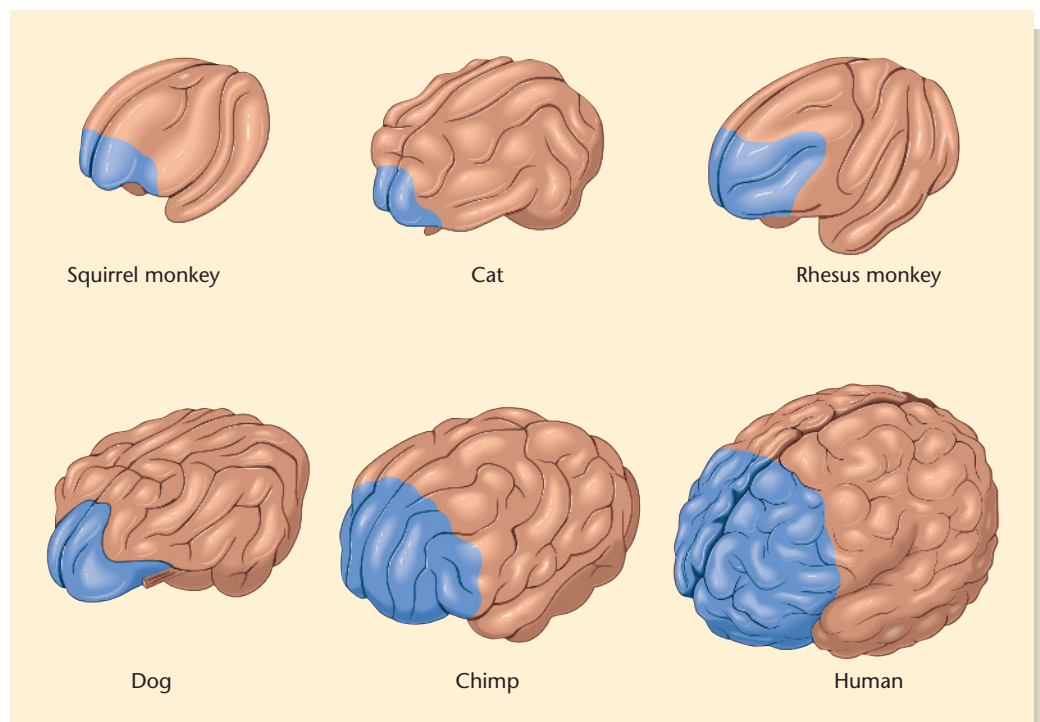 Squirrel monkey
Cat
Rhesus monkey
Dog
Chimp
Human